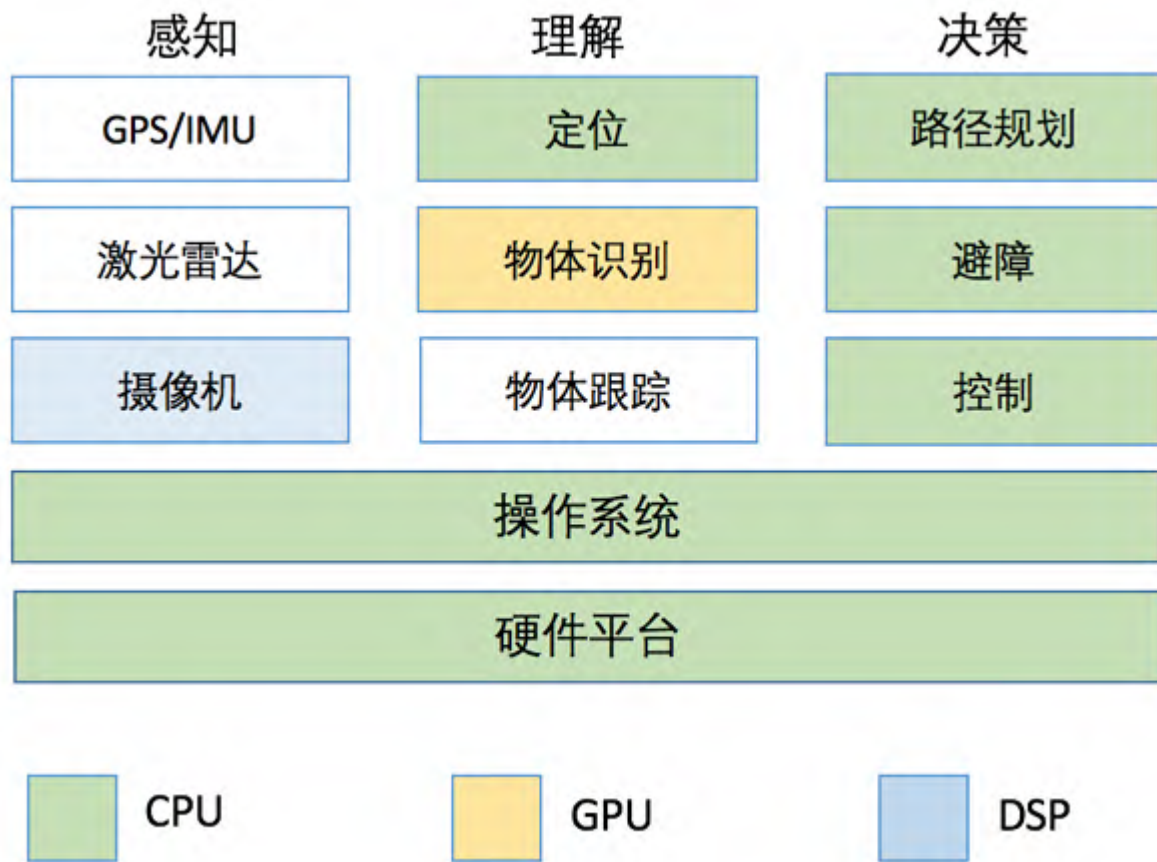 感知 理解 决策
GPS/IMU 定位 路径规划
激光雷达 物体识别 避障
摄像机 物体跟踪 控制
操作系统
硬件平台
CPU GPU DSP